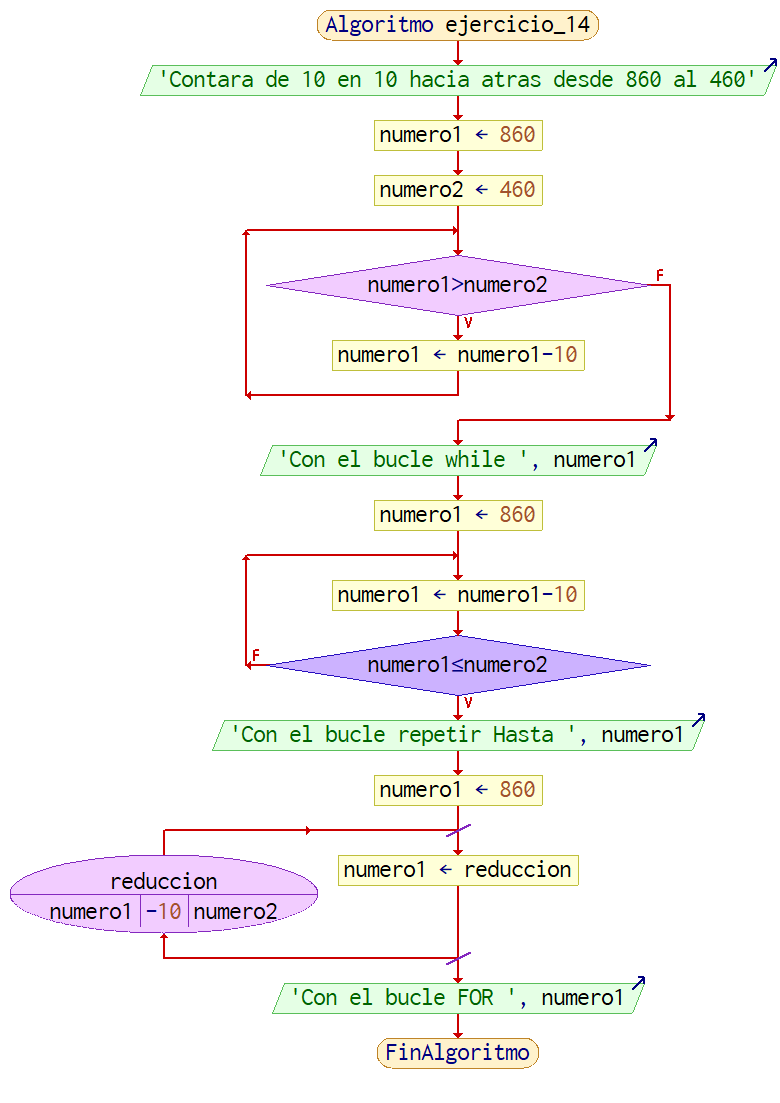 Algoritmo ejercicio_14
'Contara de 10 en 10 hacia atras desde 860 al 460'
numero1 ← 860
numero2 ← 460
numero1>numero2
F
V
numero1 ← numero1-10
'Con el bucle while ', numero1
numero1 ← 860
numero1 ← numero1-10
numero1≤numero2
F
V
'Con el bucle repetir Hasta ', numero1
numero1 ← 860
reduccion
numero1 -10 numero2
numero1 ← reduccion
'Con el bucle FOR ', numero1
FinAlgoritmo